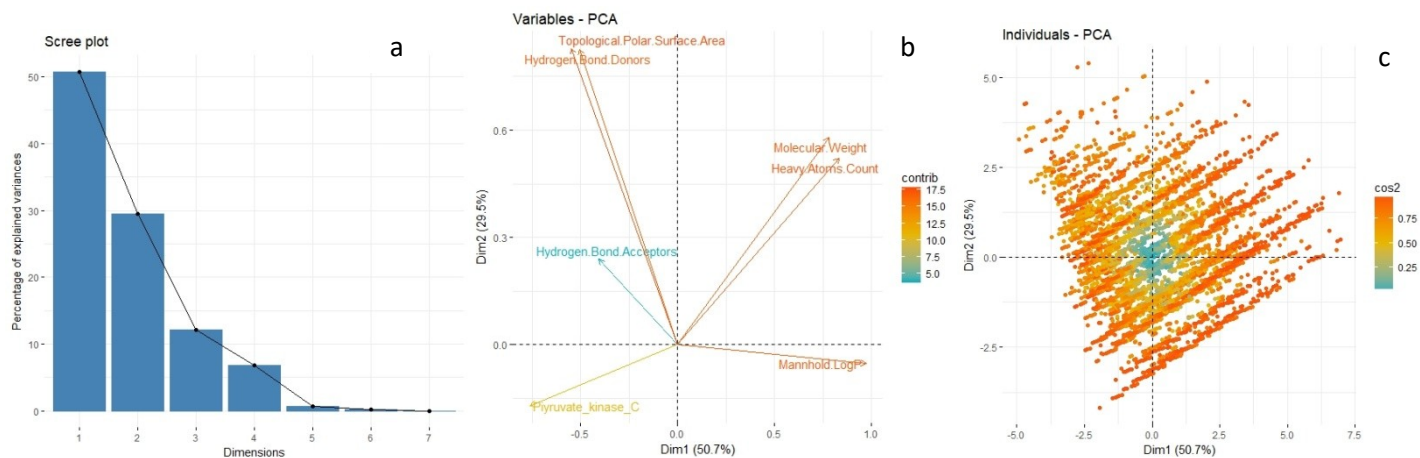 Scree plot
a
Percentage of explained variances
50
40
30
20
10
0
1 2 3 4 5 6 7
Dimensions
Variables - PCA
b
Topological.Polar.Surface.Area
Hydrogen.Bond.Donors
Molecular.Weight
Heavy.Atoms.Count
Hydrogen.Bond.Acceptors
Mannhold.LogP
Pyruvate_kinase_C
Dim2 (29.5%)
0.6
0.3
0.0
-0.5 0.0 0.5 1.0
Dim1 (50.7%)
contrib
17.5
15.0
12.5
10.0
7.5
5.0
Individuals - PCA
c
Dim2 (29.5%)
5.0
2.5
0.0
-2.5
-5.0 -2.5 0.0 2.5 5.0 7.5
Dim1 (50.7%)
cos2
0.75
0.50
0.25